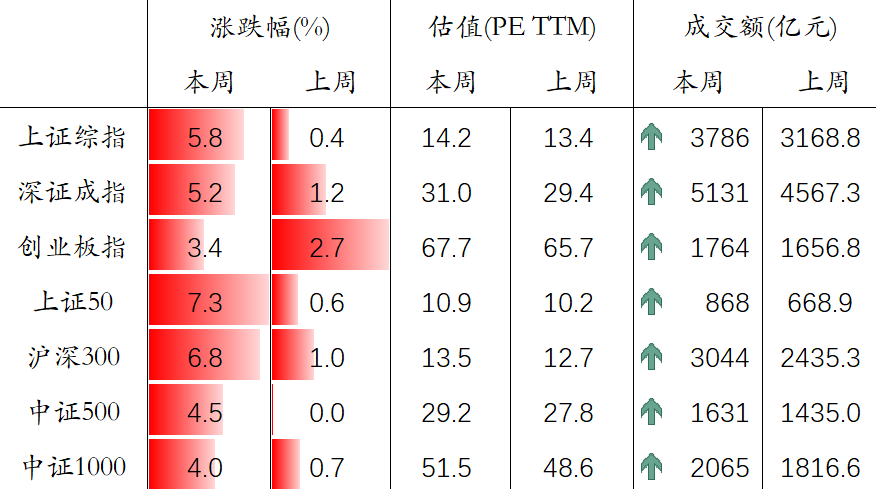 涨跌幅(%) 估值(PE TTM) 成交额(亿元)
本周 上周 本周 上周 本周 上周
上证综指 5.8 0.4 14.2 13.4 3786 3168.8
深证成指 5.2 1.2 31.0 29.4 5131 4567.3
创业板指 3.4 2.7 67.7 65.7 1764 1656.8
上证50 7.3 0.6 10.9 10.2 868 668.9
沪深300 6.8 1.0 13.5 12.7 3044 2435.3
中证500 4.5 0.0 29.2 27.8 1631 1435.0
中证1000 4.0 0.7 51.5 48.6 2065 1816.6